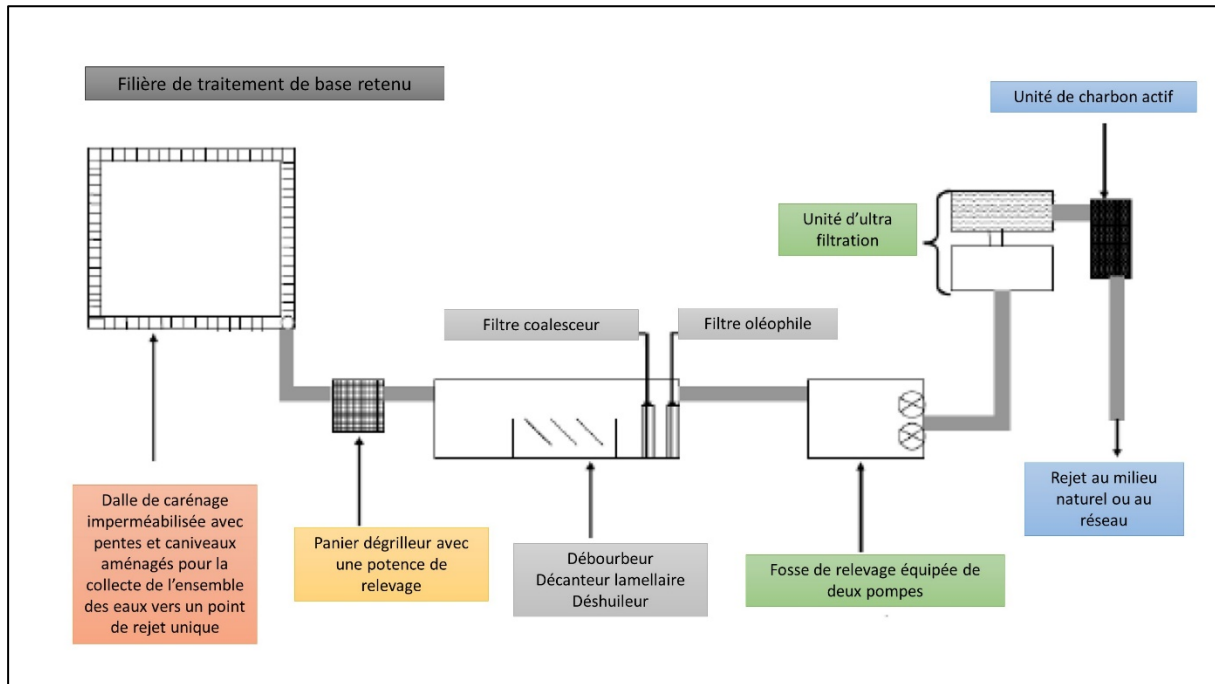 Filière de traitement de base retenu
Unité de charbon actif
Unité d’ultra
filtration
Filtre coalesceur
Filtre oléophile
Dalle de carénage
imperméabilisée avec
pentes et caniveaux
aménagés pour la
collecte de l’ensemble
des eaux vers un point
de rejet unique
Panier dégrilleur avec
une potence de
relevage
Débourbeur
Décanteur lamellaire
Déshuileur
Fosse de relevage équipée de
deux pompes
Rejet au milieu
naturel ou au
réseau